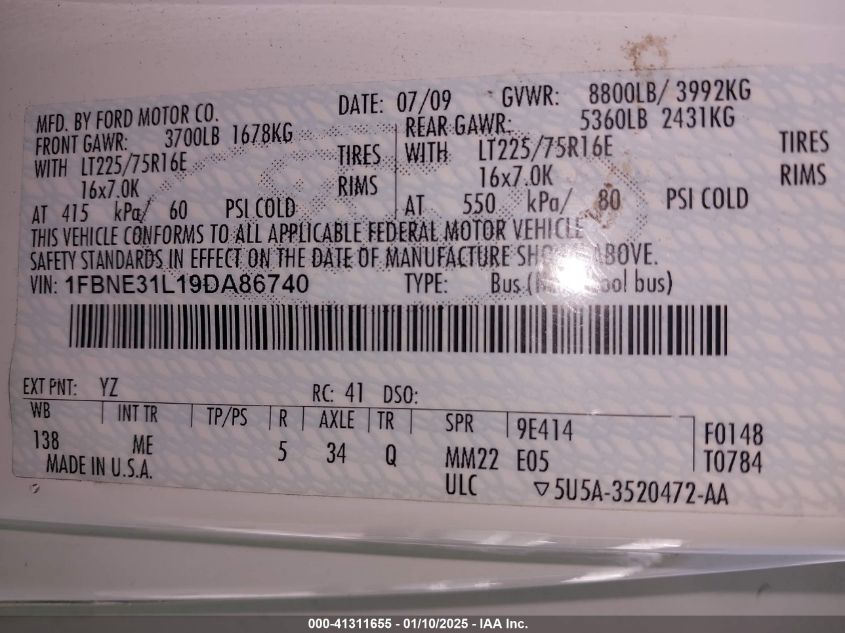 MFD. BY FORD MOTOR CO. DATE: 07/09 GVWR: 8800LB/ 3992KG
FRONT GAWR: 3700LB 1678KG REAR GAWR: 5360LB 2431KG
WITH LT225/75R16E TIRES WITH LT225/75R16E TIRES
16x7.0K RIMS 16x7.0K RIMS
AT 415 kPa/ 60 PSI COLD AT 550 kPa/ 80 PSI COLD
THIS VEHICLE CONFORMS TO ALL APPLICABLE FEDERAL MOTOR VEHICLE
SAFETY STANDARDS IN EFFECT ON THE DATE OF MANUFACTURE ABOVE.
VIN: 1FBNE31L19DA86740 TYPE: Bus ( bus)
EXT PNT: YZ RC: 41 DSO:
WB INT TR TP/PS R AXLE TR SPR 9E414 F0148
138 ME 5 34 Q MM22 E05 T0784
MADE IN U.S.A. ULC ▽5U5A-3520472-AA
000-41311655 - 01/10/2025 - IAA Inc.